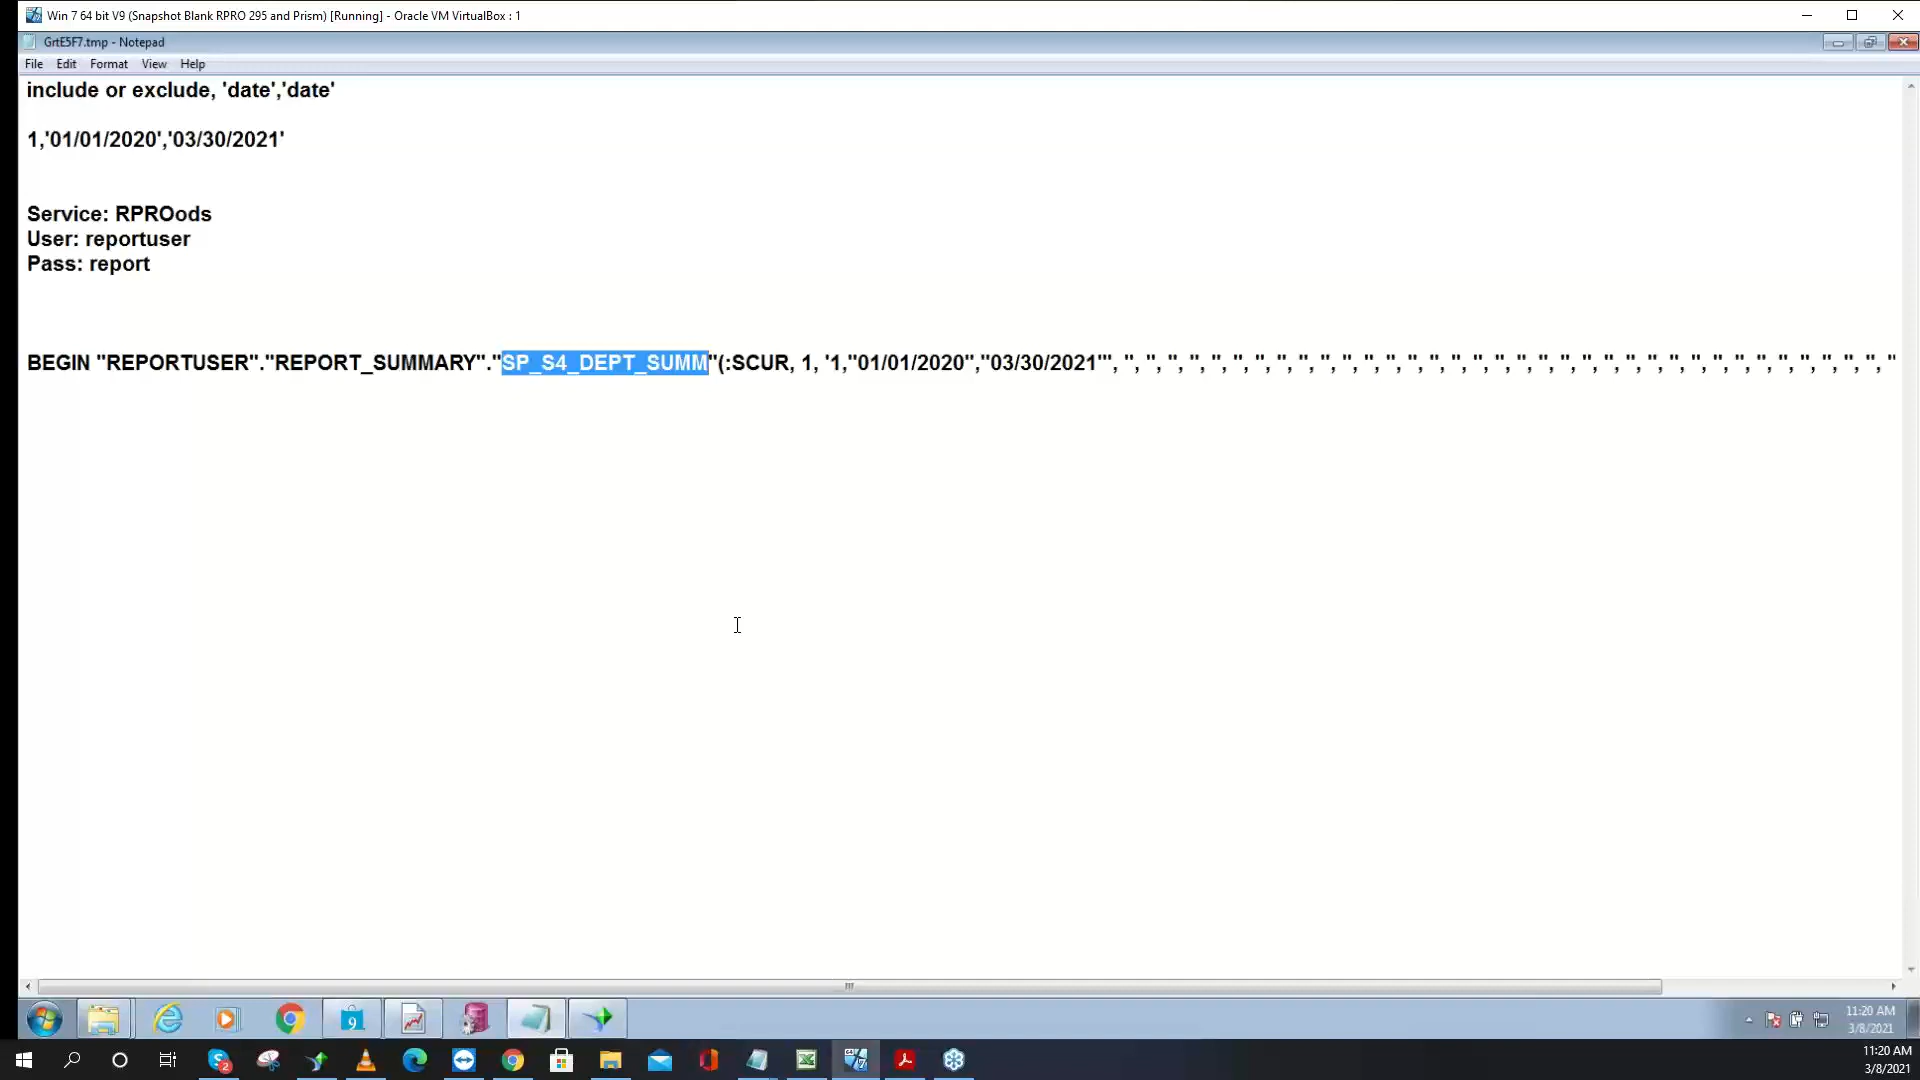 Win 7 64 bit V9 (Snapshot Blank RPRO 295 and Prism) [Running] - Oracle VM VirtualBox : 1
GrtE5F7.tmp - Notepad
File Edit Format View Help
include or exclude, 'date','date'
1,'01/01/2020','03/30/2021'
Service: RPROods
User: reportuser
Pass: report
BEGIN "REPORTUSER"."REPORT_SUMMARY"."SP_S4_DEPT_SUMM"(:SCUR, 1, '1,''01/01/2020'',''03/30/2021''', '', '', '', '', '', '', '', '', '', '', '', '', '', '', '', '', '', '', '', '', '', '', '', '', '', '', '', '', '', '', '', '', '', '', '', ''
9
11:20 AM
3/8/2021
2
11:20 AM
3/8/2021